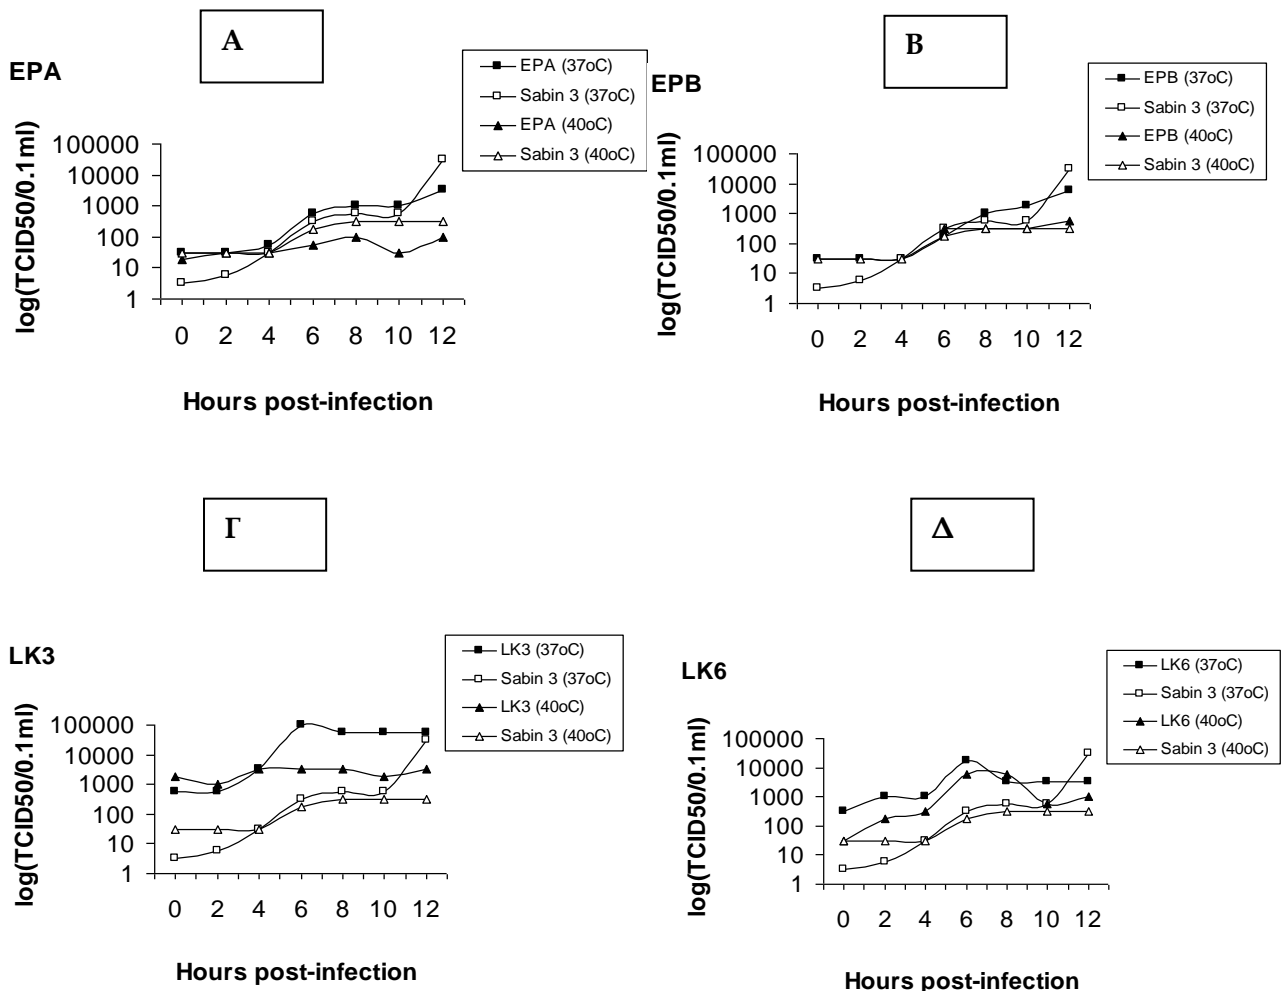 A
EPA
EPA (37oC)
Sabin 3 (37oC)
EPA (40oC)
Sabin 3 (40oC)
log(TCID50/0.1ml)
100000
10000
1000
100
10
1
0 2 4 6 8 10 12
Hours post-infection
B
EPB
EPB (37oC)
Sabin 3 (37oC)
EPB (40oC)
Sabin 3 (40oC)
log(TCID50/0.1ml)
100000
10000
1000
100
10
1
0 2 4 6 8 10 12
Hours post-infection
Γ
LK3
LK3 (37oC)
Sabin 3 (37oC)
LK3 (40oC)
Sabin 3 (40oC)
log(TCID50/0.1ml)
100000
10000
1000
100
10
1
0 2 4 6 8 10 12
Hours post-infection
Δ
LK6
LK6 (37oC)
Sabin 3 (37oC)
LK6 (40oC)
Sabin 3 (40oC)
log(TCID50/0.1ml)
100000
10000
1000
100
10
1
0 2 4 6 8 10 12
Hours post-infection